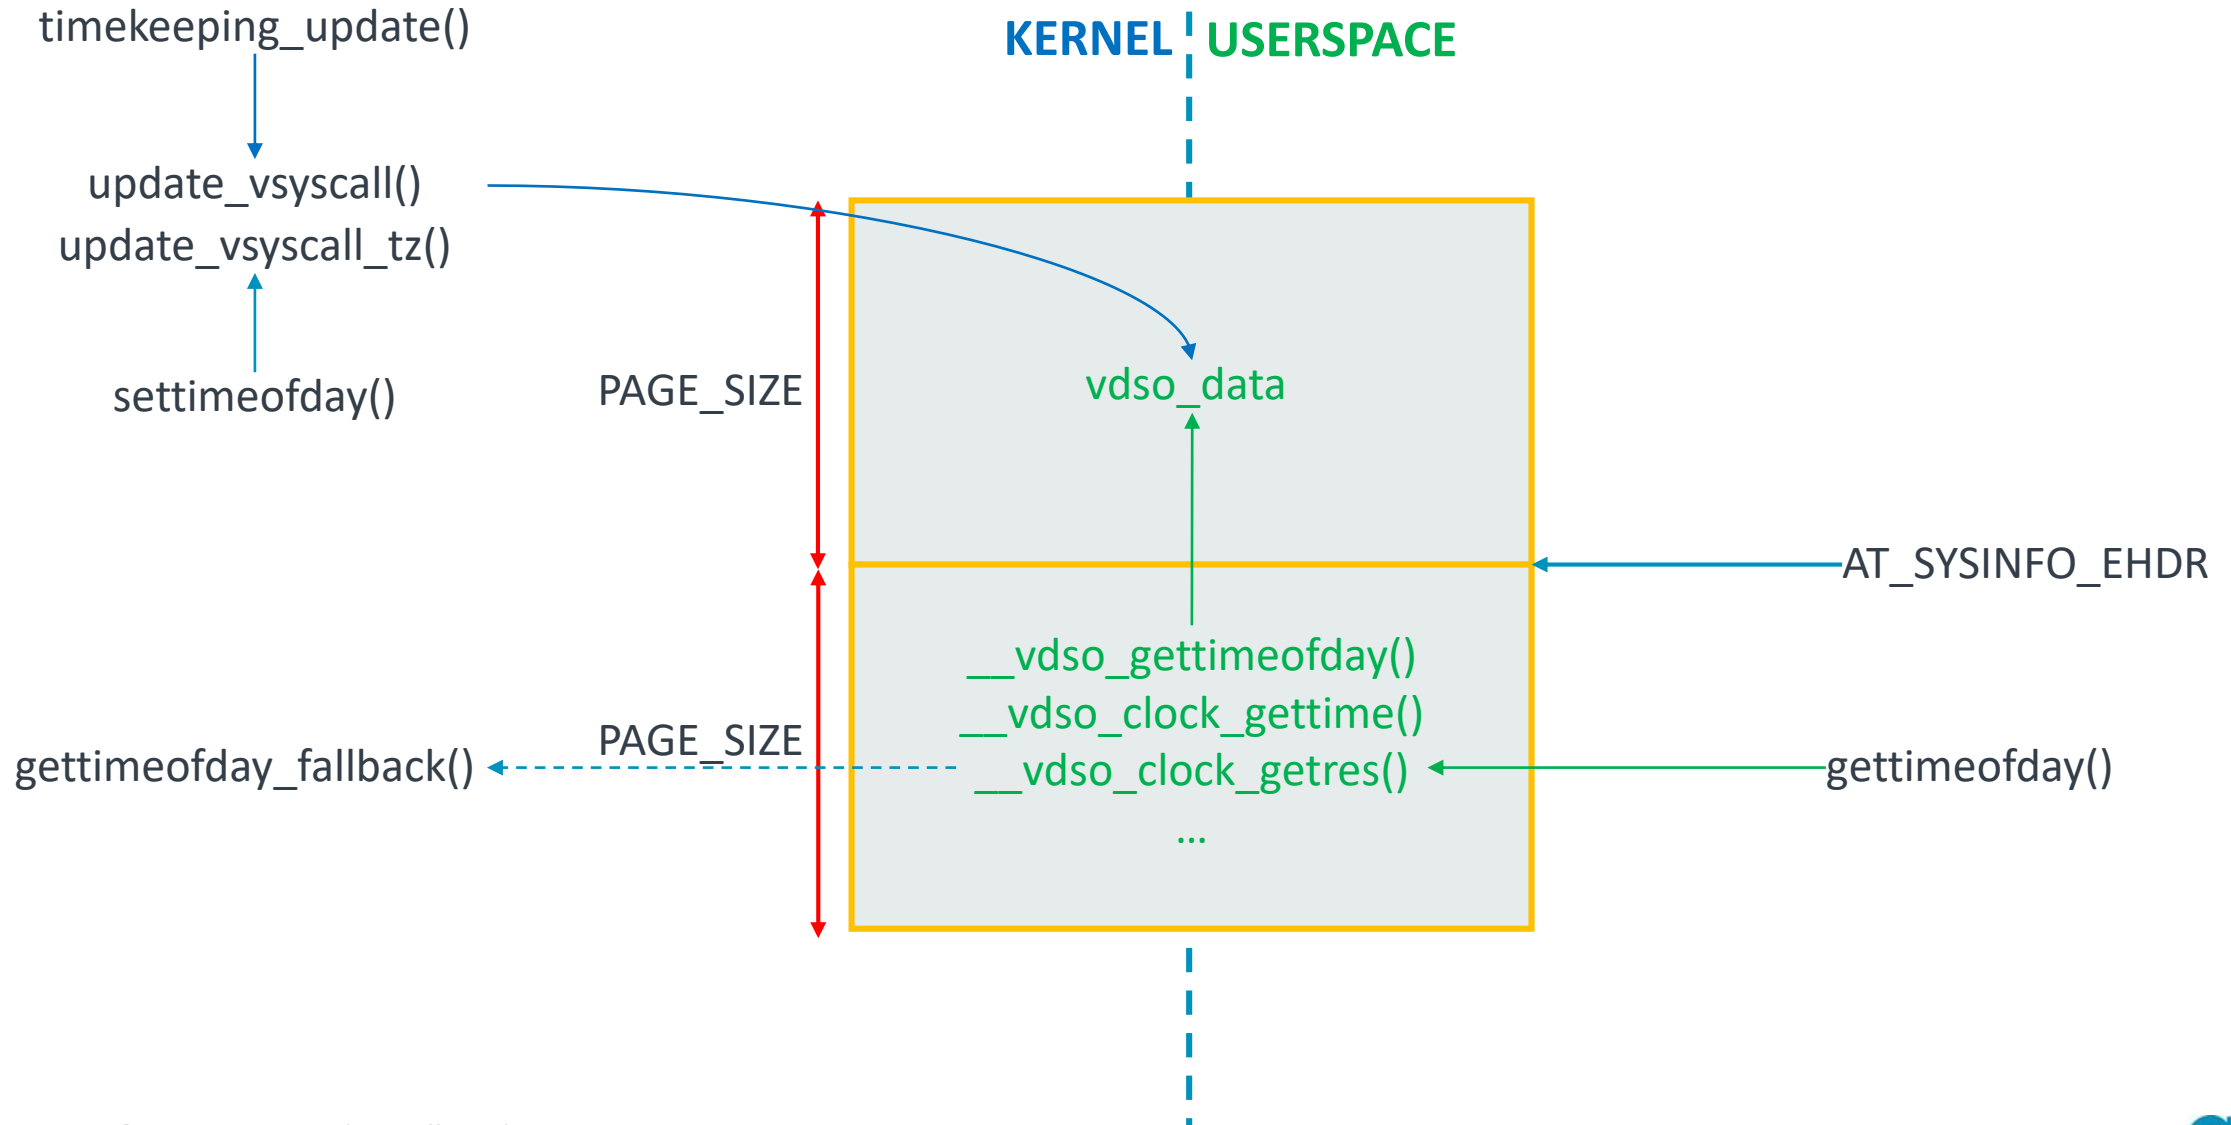 timekeeping_update()
KERNEL
USERSPACE
update_vsyscall()
update_vsyscall_tz()
settimeofday()
PAGE_SIZE
vdso_data
AT_SYSINFO_EHDR
__vdso_gettimeofday()
__vdso_clock_gettime()
__vdso_clock_getres()
...
PAGE_SIZE
gettimeofday_fallback()
gettimeofday()